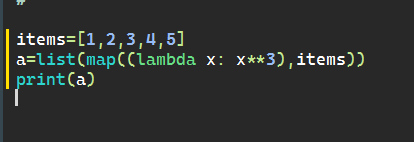 #
items=[1,2,3,4,5]
a=list(map((lambda x: x**3),items))
print(a)